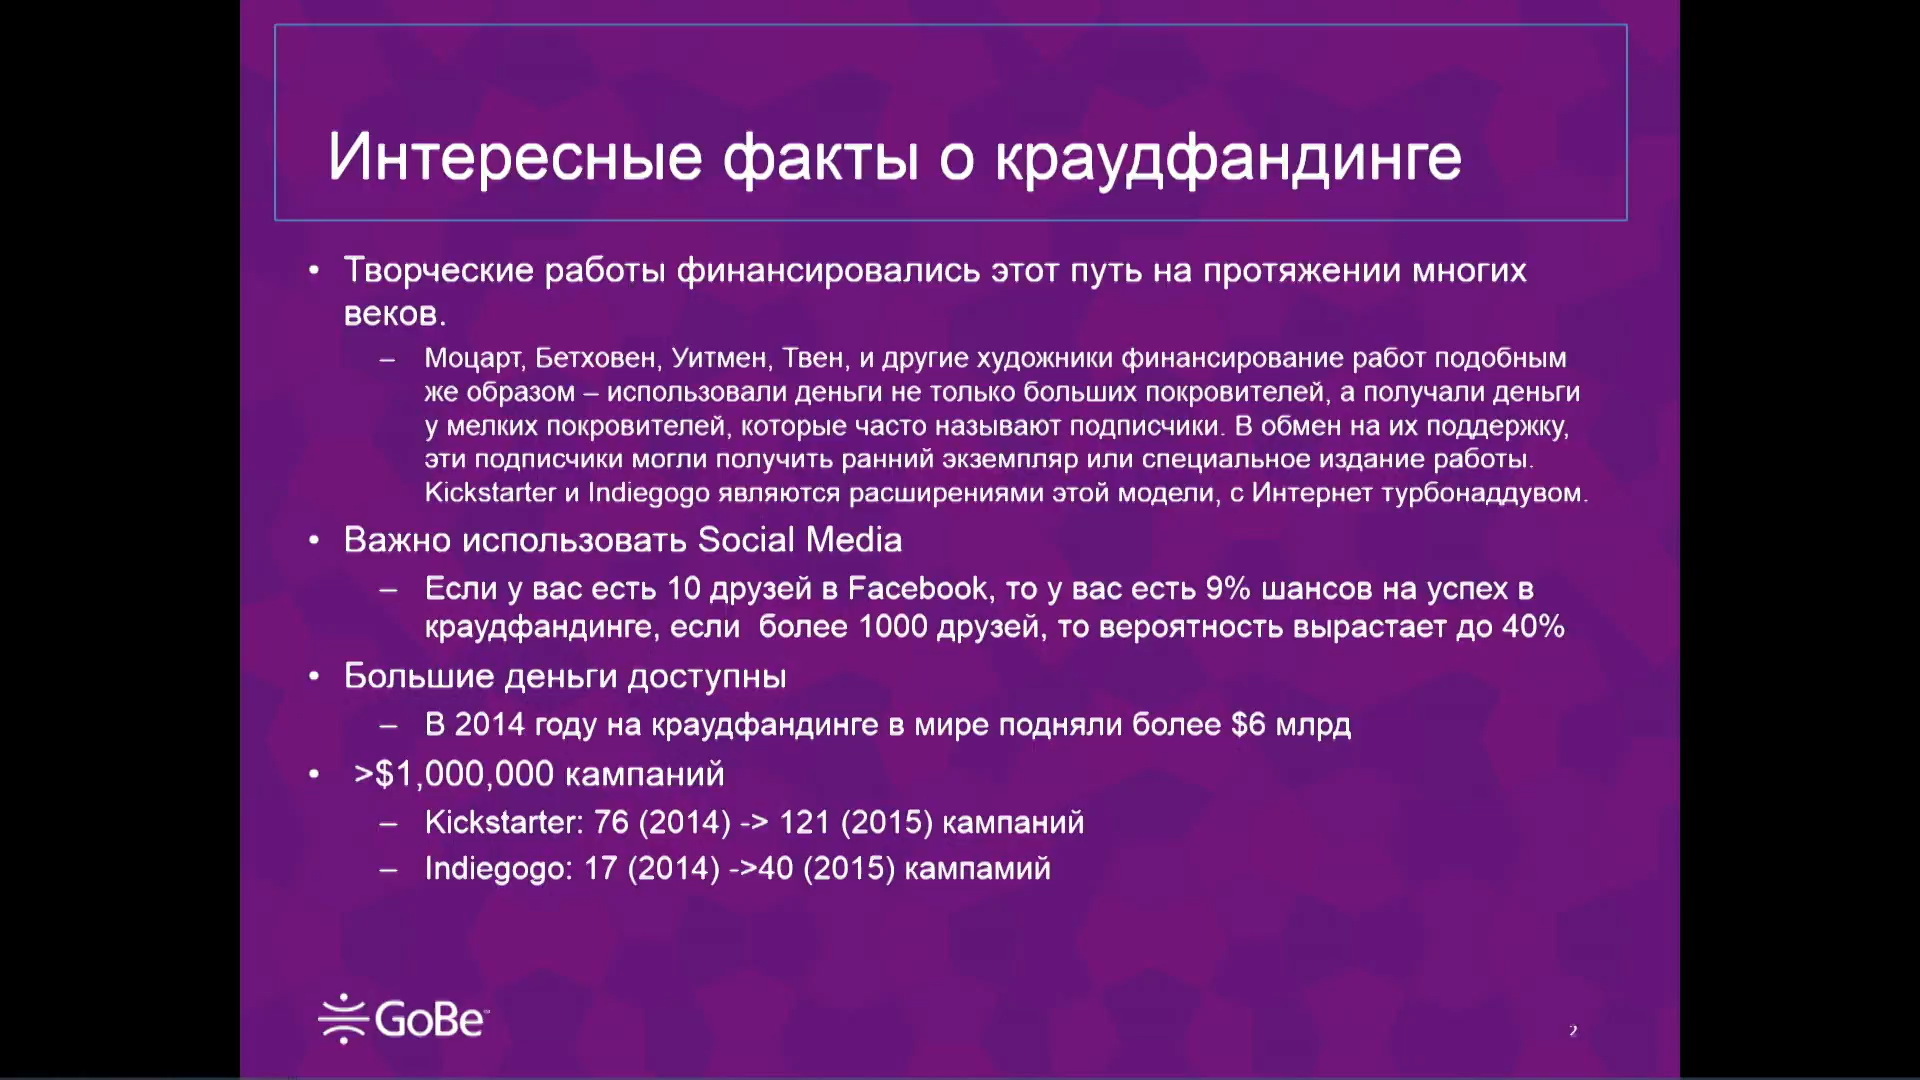 Интересные факты о краудфандинге
• Творческие работы финансировались этот путь на протяжении многих
веков.
– Моцарт, Бетховен, Уитмен, Твен, и другие художники финансирование работ подобным
же образом – использовали деньги не только больших покровителей, а получали деньги
у мелких покровителей, которые часто называют подписчики. В обмен на их поддержку,
эти подписчики могли получить ранний экземпляр или специальное издание работы.
Kickstarter и Indiegogo являются расширениями этой модели, с Интернет турбонаддувом.
• Важно использовать Social Media
– Если у вас есть 10 друзей в Facebook, то у вас есть 9% шансов на успех в
краудфандинге, если  более 1000 друзей, то вероятность вырастает до 40%
• Большие деньги доступны
– В 2014 году на краудфандинге в мире подняли более $6 млрд
• >$1,000,000 кампаний
– Kickstarter: 76 (2014) -> 121 (2015) кампаний
– Indiegogo: 17 (2014) ->40 (2015) кампамий
GoBe™
2